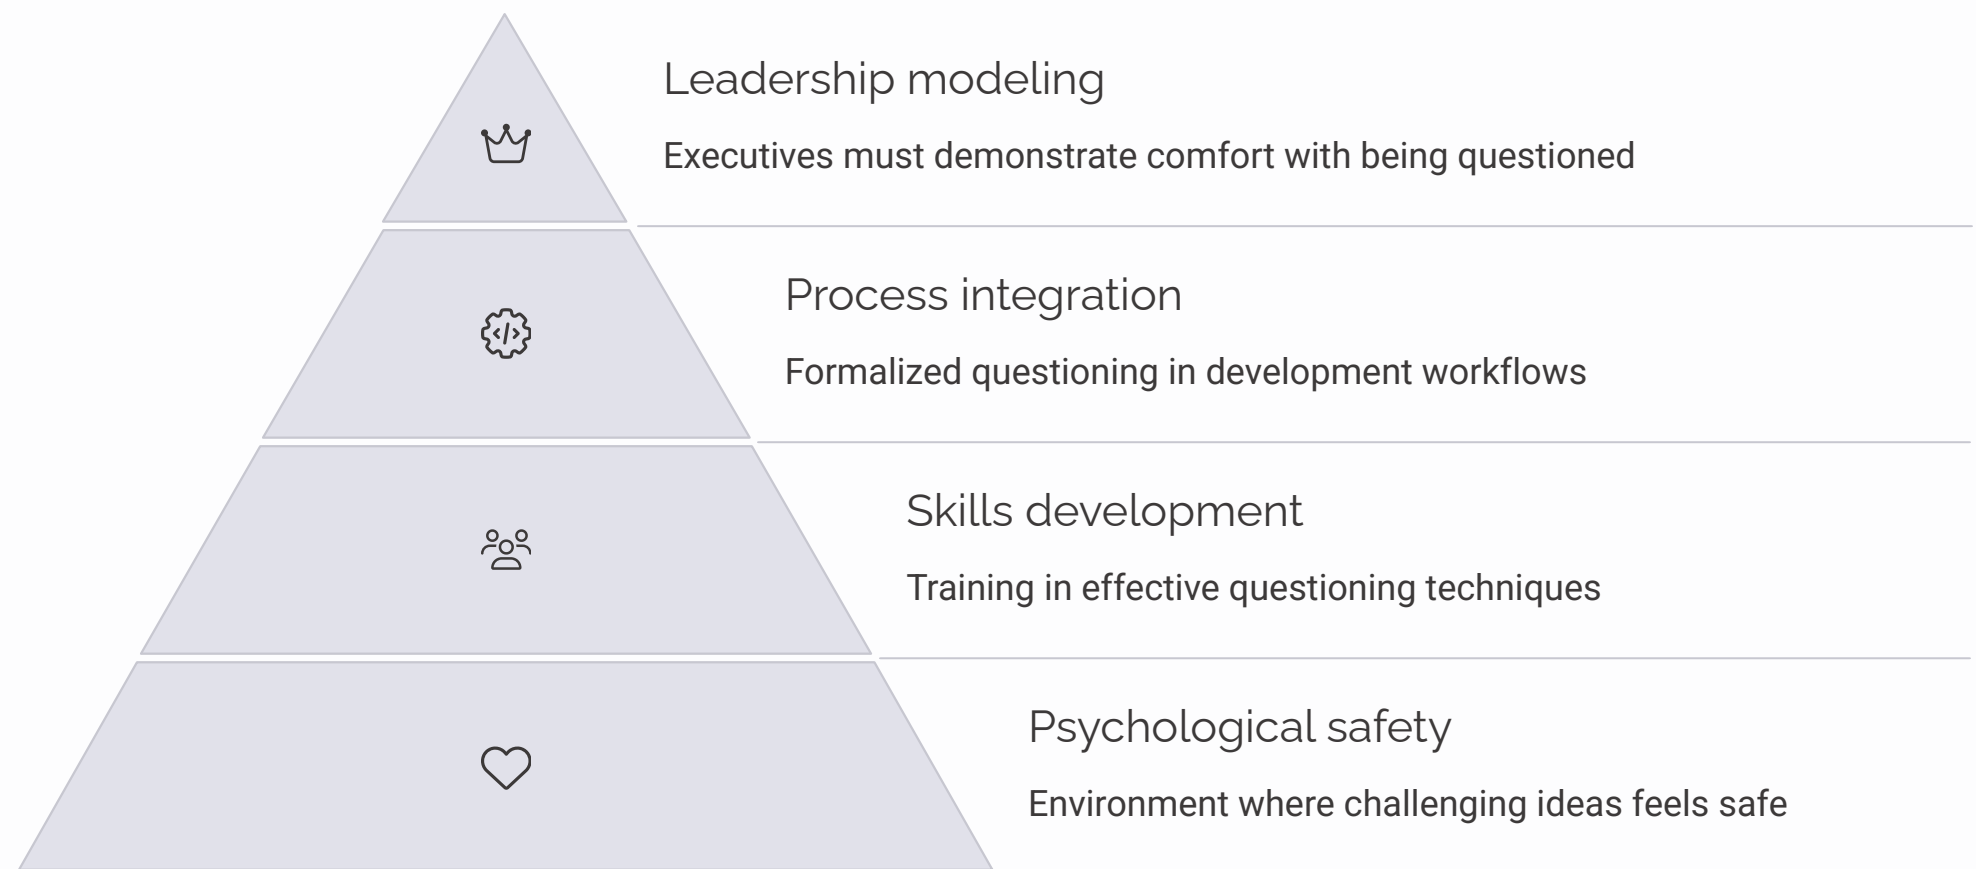 Leadership modeling
Executives must demonstrate comfort with being questioned
Process integration
Formalized questioning in development workflows
Skills development
Training in effective questioning techniques
Psychological safety
Environment where challenging ideas feels safe